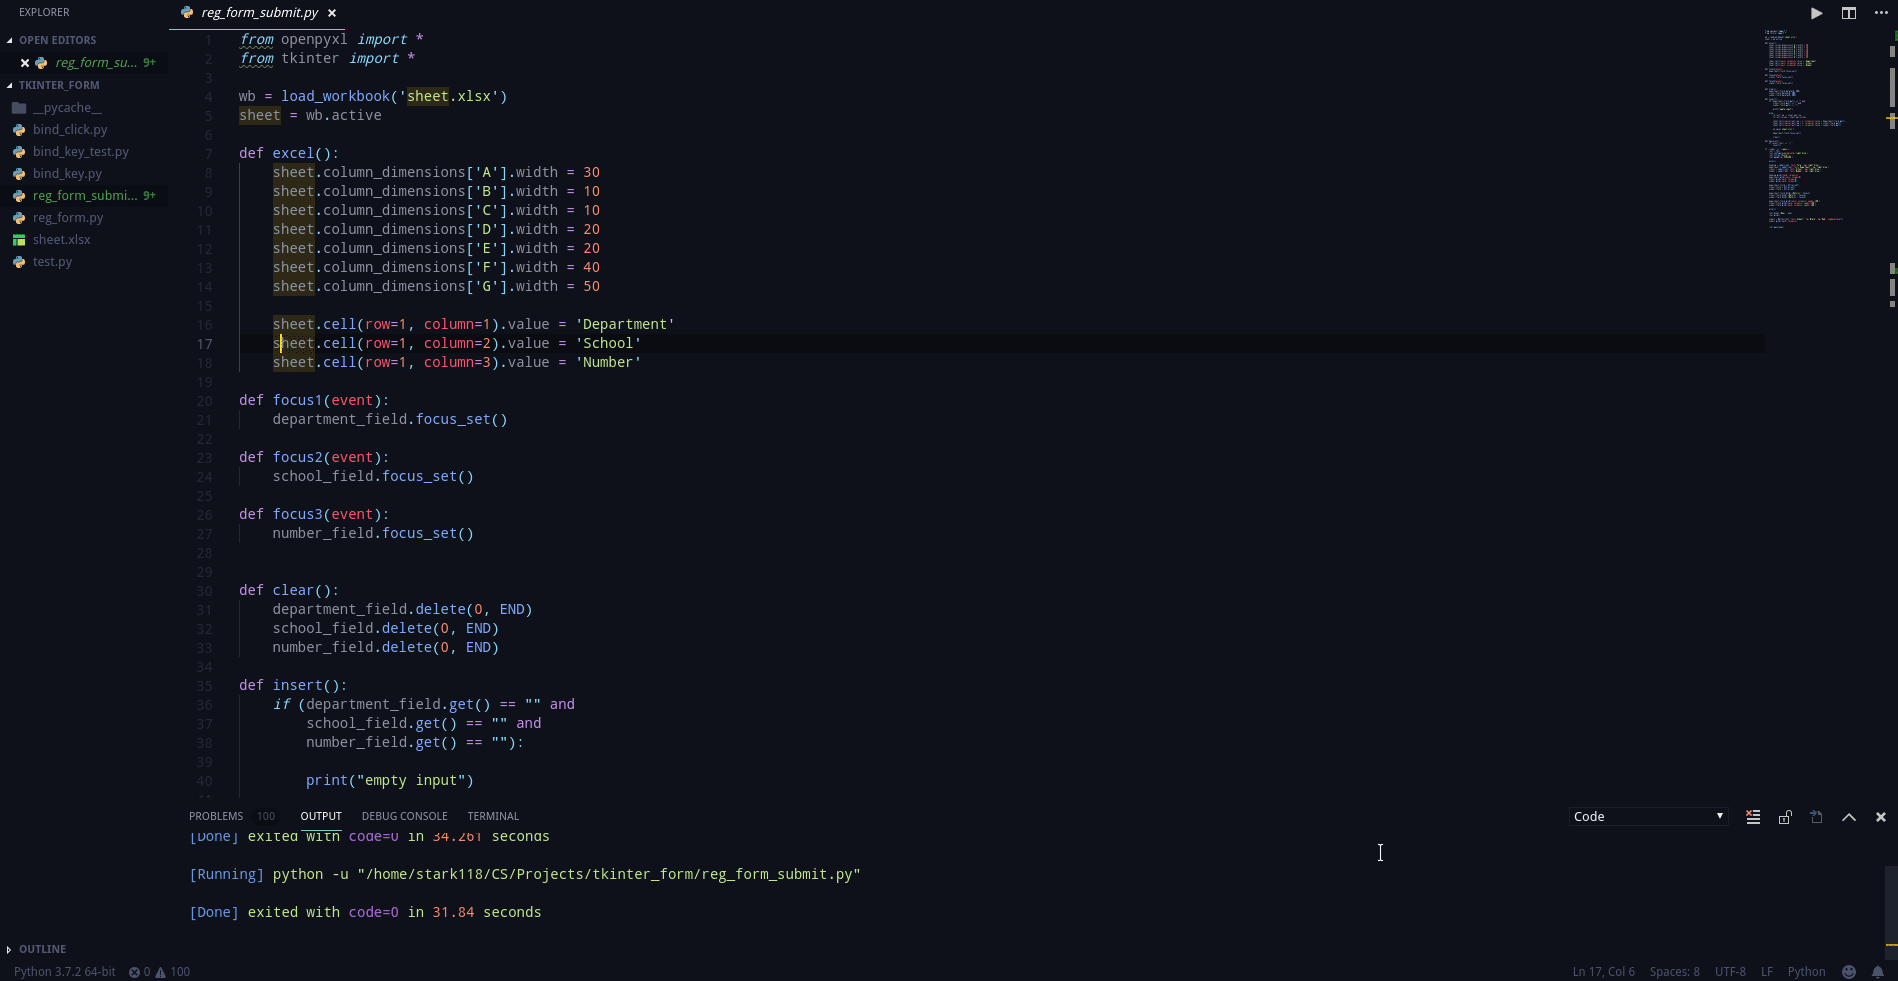 EXPLORER
OPEN EDITORS
reg_form_su... 9+
TKINTER_FORM
__pycache__
bind_click.py
bind_key_test.py
bind_key.py
reg_form_submi... 9+
reg_form.py
sheet.xlsx
test.py
OUTLINE
reg_form_submit.py
1 from openpyxl import *
2 from tkinter import *
3
4 wb = load_workbook('sheet.xlsx')
5 sheet = wb.active
6
7 def excel():
8     sheet.column_dimensions['A'].width = 30
9     sheet.column_dimensions['B'].width = 10
10     sheet.column_dimensions['C'].width = 10
11     sheet.column_dimensions['D'].width = 20
12     sheet.column_dimensions['E'].width = 20
13     sheet.column_dimensions['F'].width = 40
14     sheet.column_dimensions['G'].width = 50
15
16     sheet.cell(row=1, column=1).value = 'Department'
17     sheet.cell(row=1, column=2).value = 'School'
18     sheet.cell(row=1, column=3).value = 'Number'
19
20 def focus1(event):
21     department_field.focus_set()
22
23 def focus2(event):
24     school_field.focus_set()
25
26 def focus3(event):
27     number_field.focus_set()
28
29
30 def clear():
31     department_field.delete(0, END)
32     school_field.delete(0, END)
33     number_field.delete(0, END)
34
35 def insert():
36     if (department_field.get() == "" and
37         school_field.get() == "" and
38         number_field.get() == ""):
39
40         print("empty input")
PROBLEMS 100 OUTPUT DEBUG CONSOLE TERMINAL Code
[Done] exited with code=0 in 34.261 seconds
[Running] python -u "/home/stark118/CS/Projects/tkinter_form/reg_form_submit.py"
[Done] exited with code=0 in 31.84 seconds
Python 3.7.2 64-bit 0 100 Ln 17, Col 6 Spaces: 8 UTF-8 LF Python